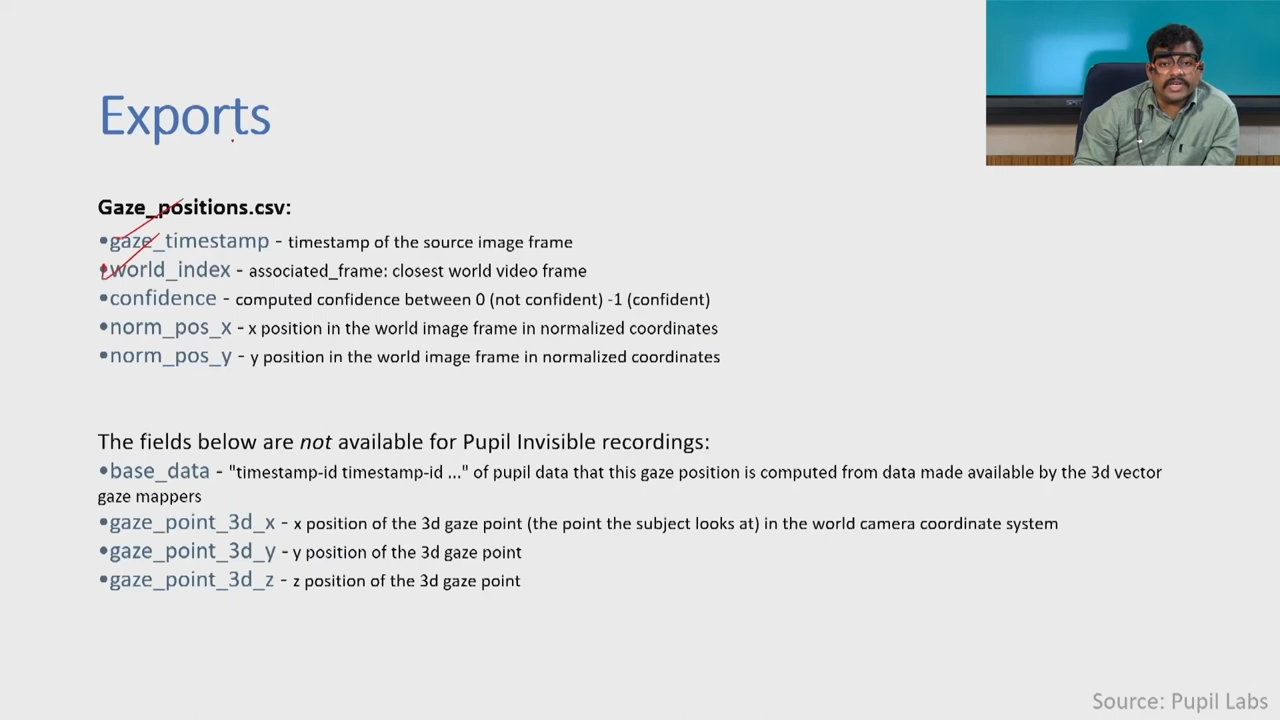 Exports
Gaze_positions.csv:
•gaze_timestamp - timestamp of the source image frame
•world_index - associated_frame: closest world video frame
•confidence - computed confidence between 0 (not confident) -1 (confident)
•norm_pos_x - x position in the world image frame in normalized coordinates
•norm_pos_y - y position in the world image frame in normalized coordinates
The fields below are not available for Pupil Invisible recordings:
•base_data - "timestamp-id timestamp-id ..." of pupil data that this gaze position is computed from data made available by the 3d vector
gaze mappers
•gaze_point_3d_x - x position of the 3d gaze point (the point the subject looks at) in the world camera coordinate system
•gaze_point_3d_y - y position of the 3d gaze point
•gaze_point_3d_z - z position of the 3d gaze point
Source: Pupil Labs